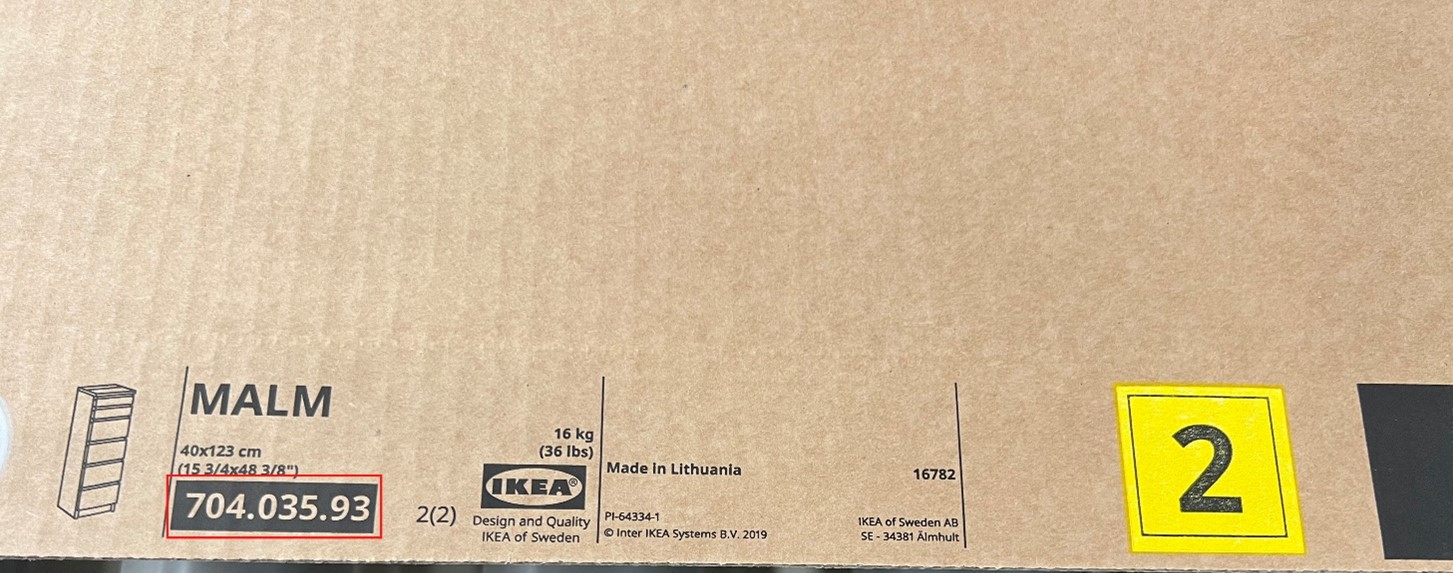 MALM
40x123 cm
(15 3/4x48 3/8")
704.035.93
2(2)
16 kg
(36 lbs)
IKEA®
Design and Quality
IKEA of Sweden
Made in Lithuania
PI-64334-1
© Inter IKEA Systems B.V. 2019
16782
IKEA of Sweden AB
SE - 34381 Älmhult
2